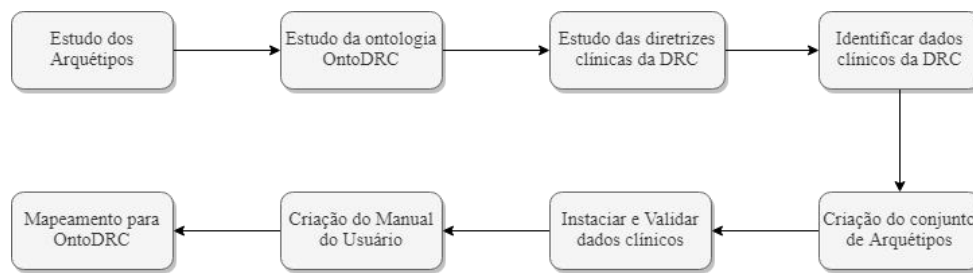 Estudo dos
Arquétipos
Estudo da ontologia
OntoDRC
Estudo das diretrizes
clínicas da DRC
Identificar dados
clínicos da DRC
Criação do conjunto
de Arquétipos
Instaciar e Validar
dados clínicos
Criação do Manual
do Usuário
Mapeamento para
OntoDRC